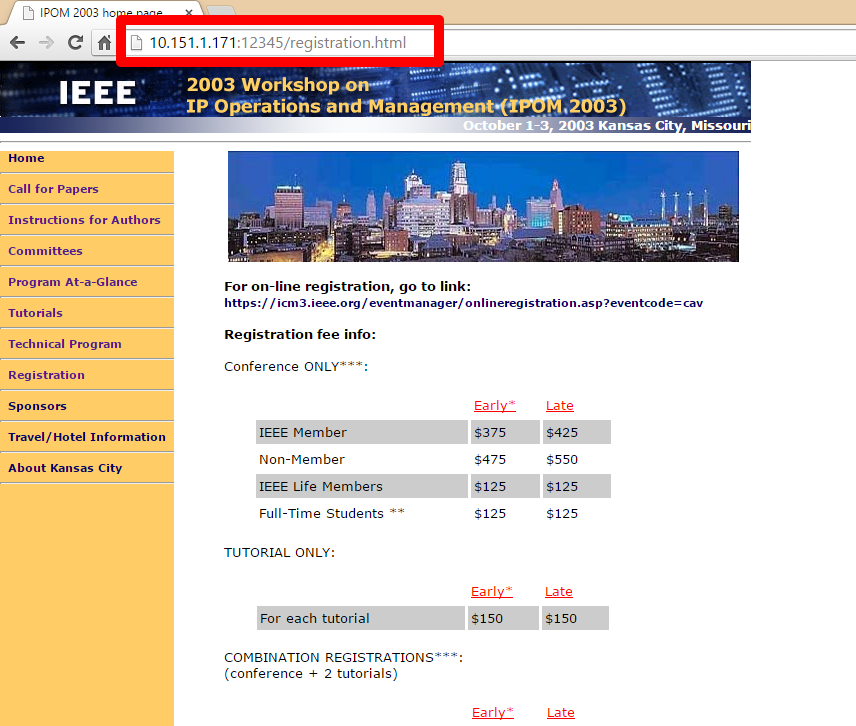 IPOM 2003 home page
10.151.1.171:12345/registration.html
IEEE
2003 Workshop on
IP Operations and Management (IPOM 2003)
October 1-3, 2003 Kansas City, Missouri
Home
Call for Papers
Instructions for Authors
Committees
Program At-a-Glance
Tutorials
Technical Program
Registration
Sponsors
Travel/Hotel Information
About Kansas City
For on-line registration, go to link:
https://icm3.ieee.org/eventmanager/onlineregistration.asp?eventcode=cav
Registration fee info:
Conference ONLY***:
Early* Late
IEEE Member $375 $425
Non-Member $475 $550
IEEE Life Members $125 $125
Full-Time Students ** $125 $125
TUTORIAL ONLY:
Early* Late
For each tutorial $150 $150
COMBINATION REGISTRATIONS***:
(conference + 2 tutorials)
Early* Late